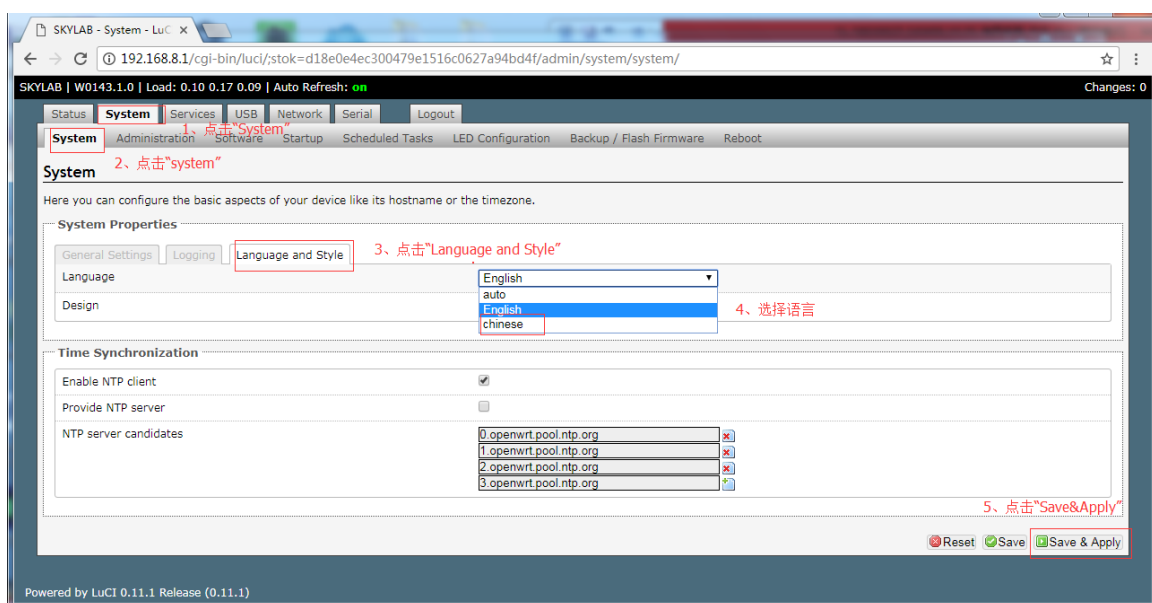 SKYLAB - System - LuC
192.168.8.1/cgi-bin/luci/;stok=d18e0e4ec300479e1516c0627a94bd4f/admin/system/system/
SKYLAB | W0143.1.0 | Load: 0.10 0.17 0.09 | Auto Refresh: on Changes: 0
Status System Services USB Network Serial Logout
1、点击"System"
System Administration Software Startup Scheduled Tasks LED Configuration Backup / Flash Firmware Reboot
2、点击"system"
System
Here you can configure the basic aspects of your device like its hostname or the timezone.
System Properties
General Settings Logging Language and Style 3、点击"Language and Style"
Language English
auto
Design English 4、选择语言
chinese
Time Synchronization
Enable NTP client
Provide NTP server
NTP server candidates 0.openwrt.pool.ntp.org
1.openwrt.pool.ntp.org
2.openwrt.pool.ntp.org
3.openwrt.pool.ntp.org
5、点击"Save&Apply"
Reset Save Save & Apply
Powered by LuCI 0.11.1 Release (0.11.1)